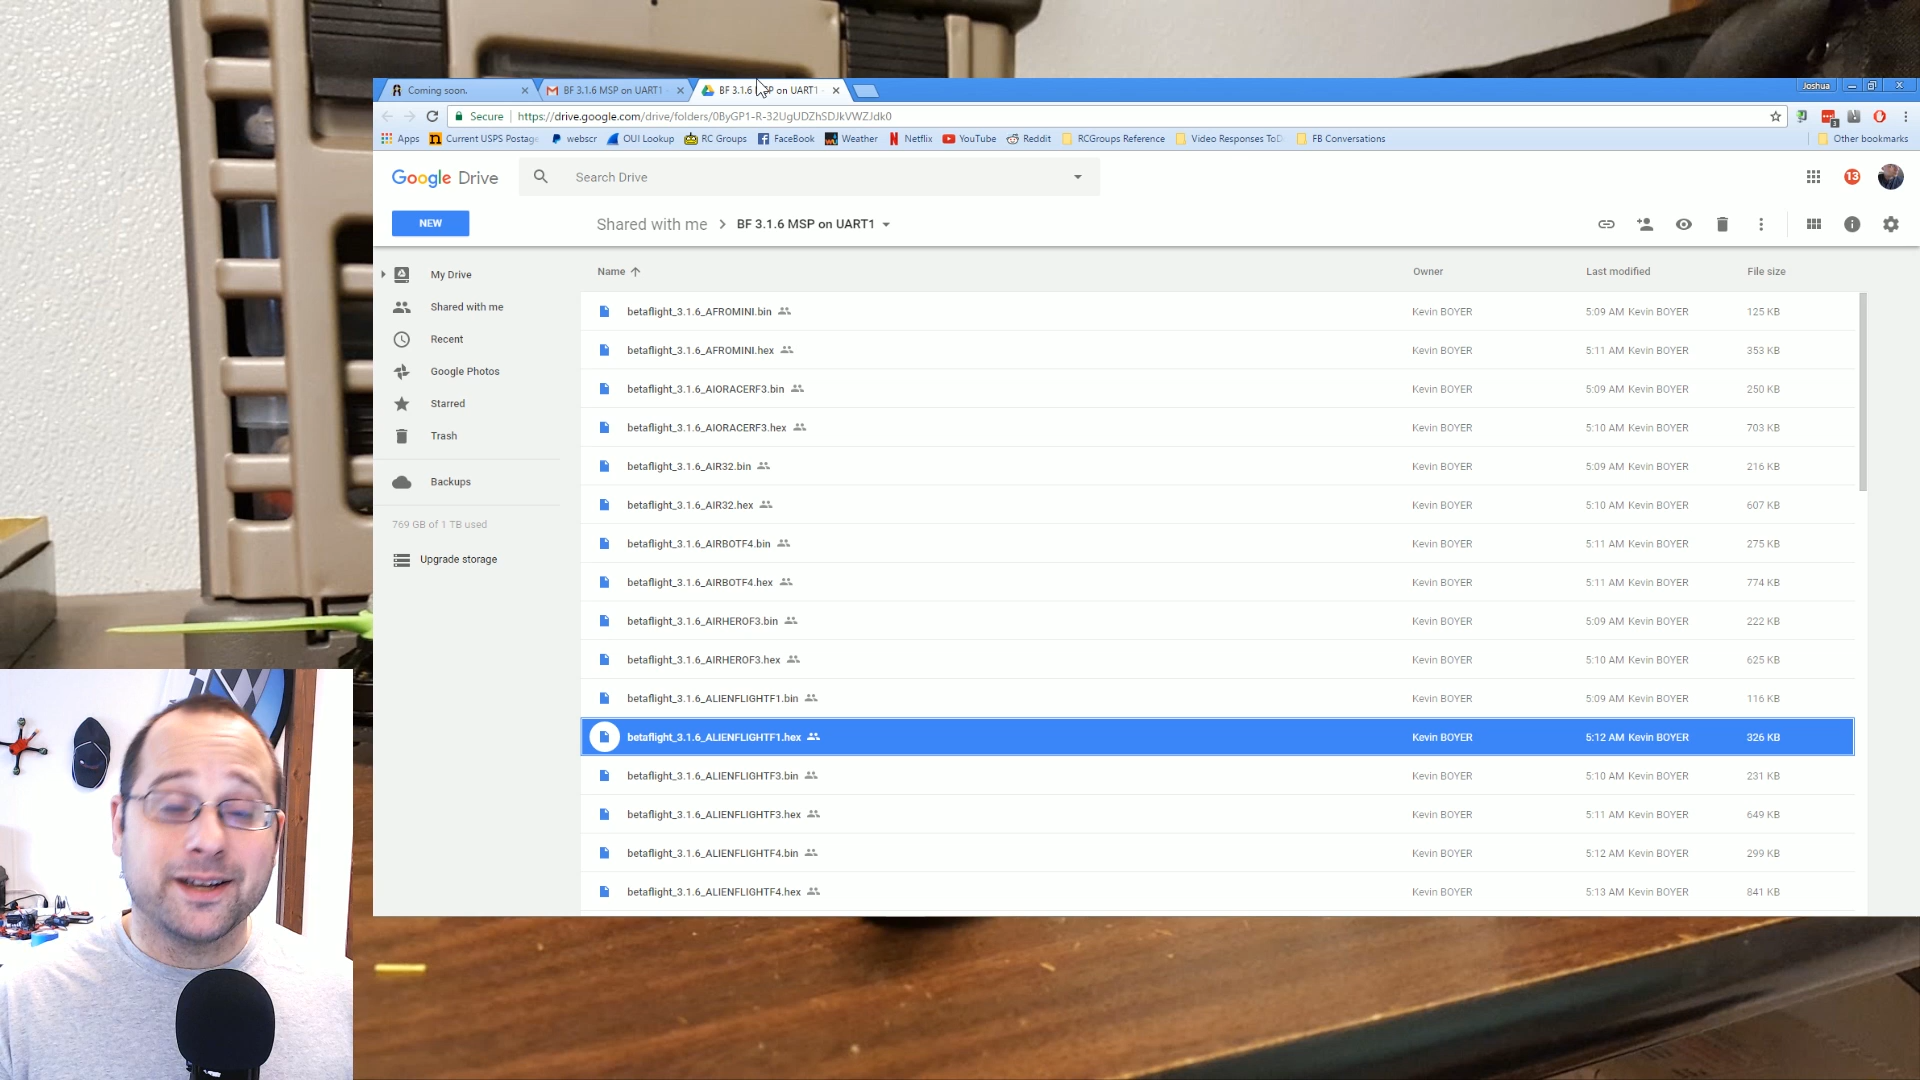 Coming soon.
BF 3.1.6 MSP on UART1
BF 3.1.6 SP on UART1
Joshua
Secure
https://drive.google.com/drive/folders/0ByGP1-R-32UgUDZhSDJkVWZJdk0
Apps
Current USPS Postage
webscr
OUI Lookup
RC Groups
FaceBook
Weather
Netflix
YouTube
Reddit
RCGroups Reference
Video Responses ToD
FB Conversations
Other bookmarks
Google Drive
Search Drive
13
NEW
Shared with me
BF 3.1.6 MSP on UART1
My Drive
Shared with me
Recent
Google Photos
Starred
Trash
Backups
769 GB of 1 TB used
Upgrade storage
Name Owner Last modified File size
betaflight_3.1.6_AFROMINI.bin Kevin BOYER 5:09 AM Kevin BOYER 125 KB
betaflight_3.1.6_AFROMINI.hex Kevin BOYER 5:11 AM Kevin BOYER 353 KB
betaflight_3.1.6_AIORACERF3.bin Kevin BOYER 5:09 AM Kevin BOYER 250 KB
betaflight_3.1.6_AIORACERF3.hex Kevin BOYER 5:10 AM Kevin BOYER 703 KB
betaflight_3.1.6_AIR32.bin Kevin BOYER 5:09 AM Kevin BOYER 216 KB
betaflight_3.1.6_AIR32.hex Kevin BOYER 5:10 AM Kevin BOYER 607 KB
betaflight_3.1.6_AIRBOTF4.bin Kevin BOYER 5:11 AM Kevin BOYER 275 KB
betaflight_3.1.6_AIRBOTF4.hex Kevin BOYER 5:11 AM Kevin BOYER 774 KB
betaflight_3.1.6_AIRHEROF3.bin Kevin BOYER 5:09 AM Kevin BOYER 222 KB
betaflight_3.1.6_AIRHEROF3.hex Kevin BOYER 5:10 AM Kevin BOYER 625 KB
betaflight_3.1.6_ALIENFLIGHTF1.bin Kevin BOYER 5:09 AM Kevin BOYER 116 KB
betaflight_3.1.6_ALIENFLIGHTF1.hex Kevin BOYER 5:12 AM Kevin BOYER 326 KB
betaflight_3.1.6_ALIENFLIGHTF3.bin Kevin BOYER 5:10 AM Kevin BOYER 231 KB
betaflight_3.1.6_ALIENFLIGHTF3.hex Kevin BOYER 5:11 AM Kevin BOYER 649 KB
betaflight_3.1.6_ALIENFLIGHTF4.bin Kevin BOYER 5:12 AM Kevin BOYER 299 KB
betaflight_3.1.6_ALIENFLIGHTF4.hex Kevin BOYER 5:13 AM Kevin BOYER 841 KB